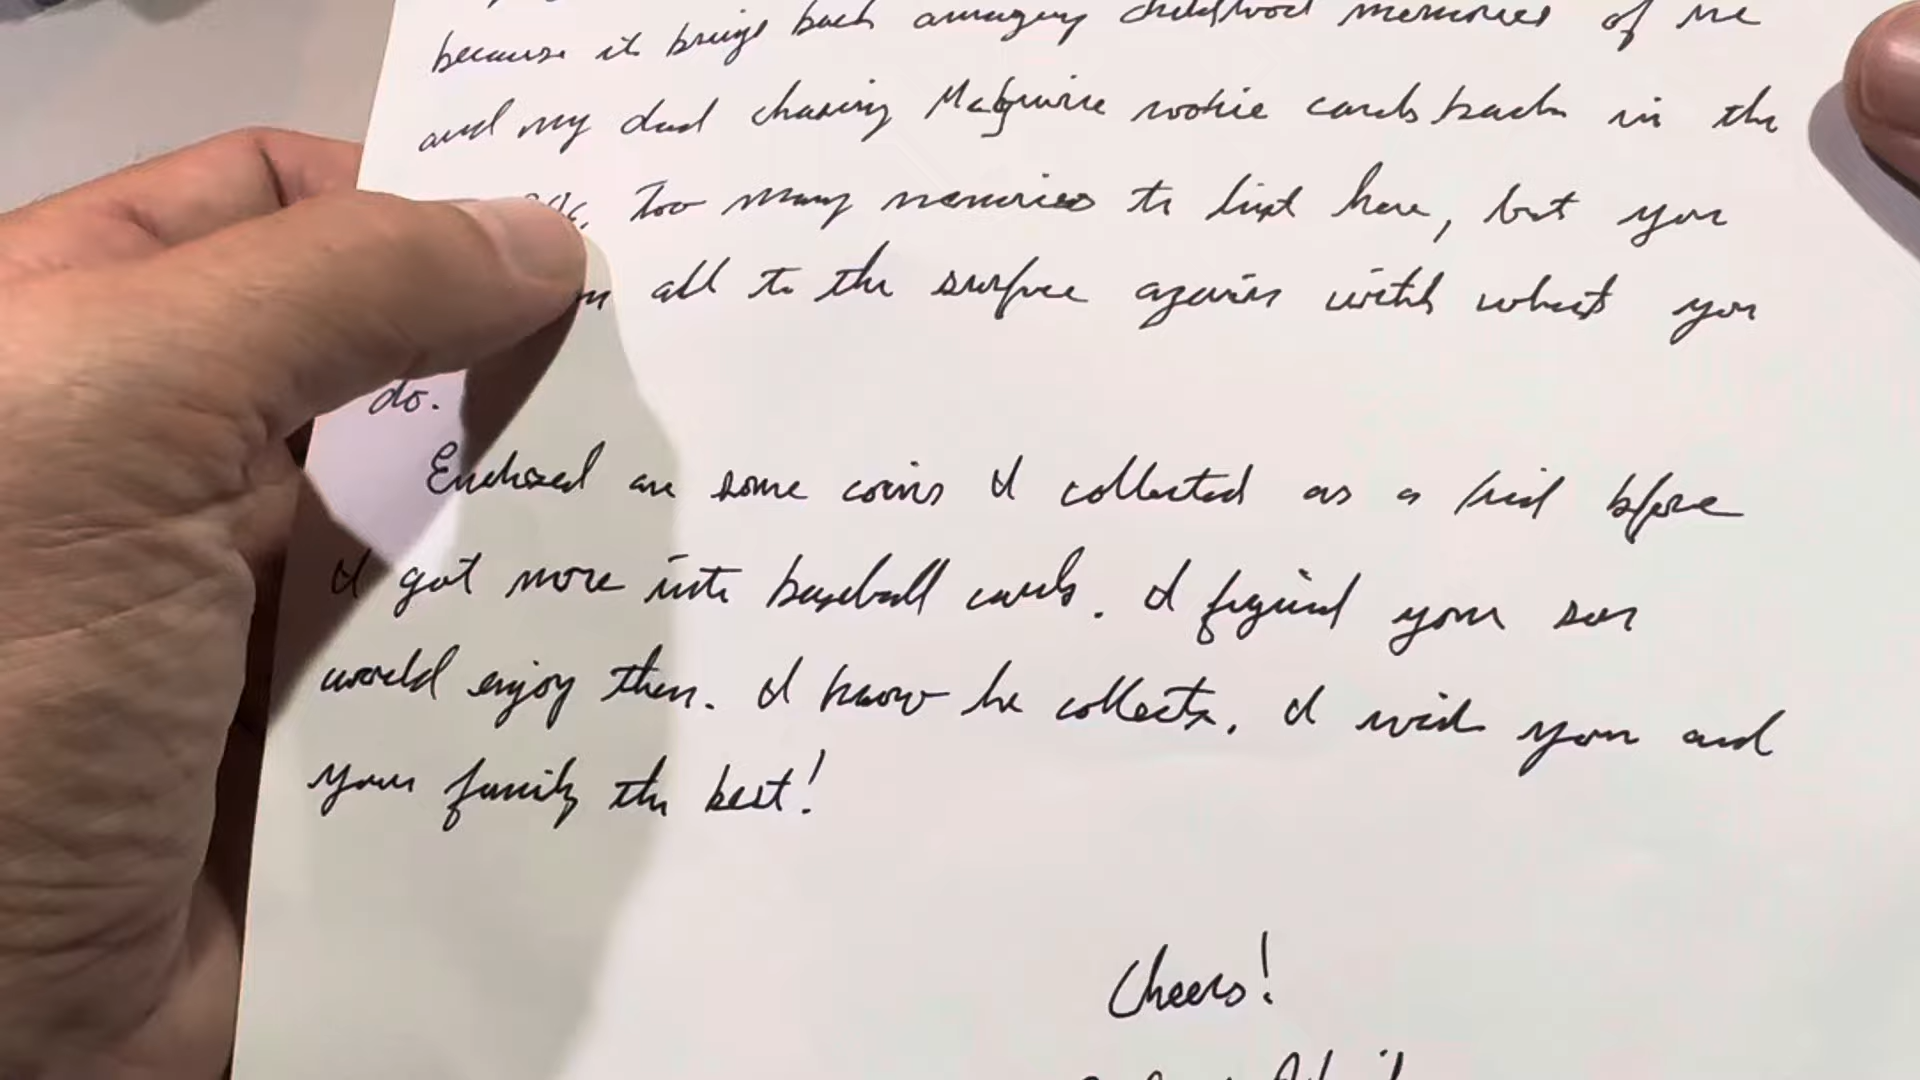 because it brings back amazing childhood memories of me
and my dad chasing McGwire rookie cards back in the
Too many memories to list here, but you
all to the surface again with what you
do.
Enclosed are some coins I collected as a kid before
I got more into baseball cards. I figured your son
would enjoy them. I know he collects. I wish you and
your family the best!
Cheers!